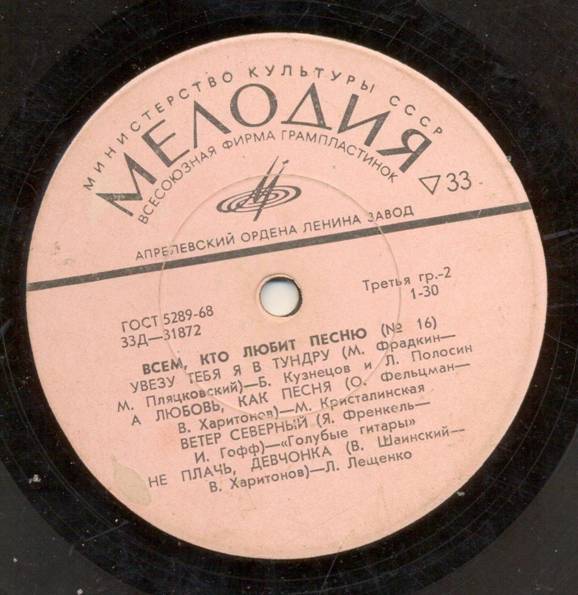 МИНИСТЕРСТВО КУЛЬТУРЫ СССР
МЕЛОДИЯ
ВСЕСОЮЗНАЯ ФИРМА ГРАМПЛАСТИНОК
▽33
АПРЕЛЕВСКИЙ ОРДЕНА ЛЕНИНА ЗАВОД
ГОСТ 5289-68
33Д—31872
Третья гр.-2
1-30
ВСЕМ, КТО ЛЮБИТ ПЕСНЮ (№ 16)
УВЕЗУ ТЕБЯ Я В ТУНДРУ (М. Фрадкин—
М. Пляцковский)—Б. Кузнецов и Л. Полосин
А ЛЮБОВЬ, КАК ПЕСНЯ (О. Фельцман—
В. Харитонов)—М. Кристалинская
ВЕТЕР СЕВЕРНЫЙ (Я. Френкель—
И. Гофф)—«Голубые гитары»
НЕ ПЛАЧЬ, ДЕВЧОНКА (В. Шаинский—
В. Харитонов)—Л. Лещенко